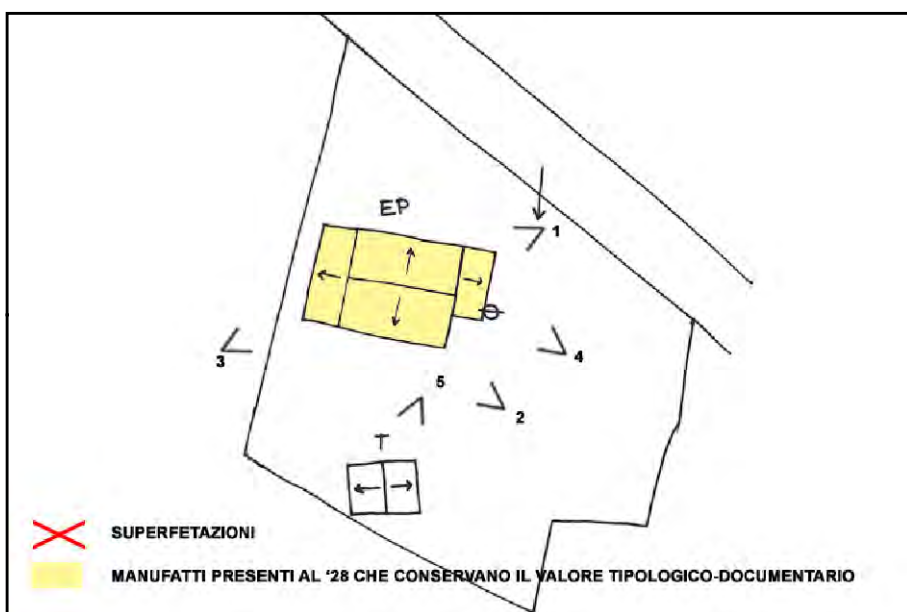 EP
1
3
4
5
2
T
SUPERFETAZIONI
MANUFATTI PRESENTI AL '28 CHE CONSERVANO IL VALORE TIPOLOGICO-DOCUMENTARIO